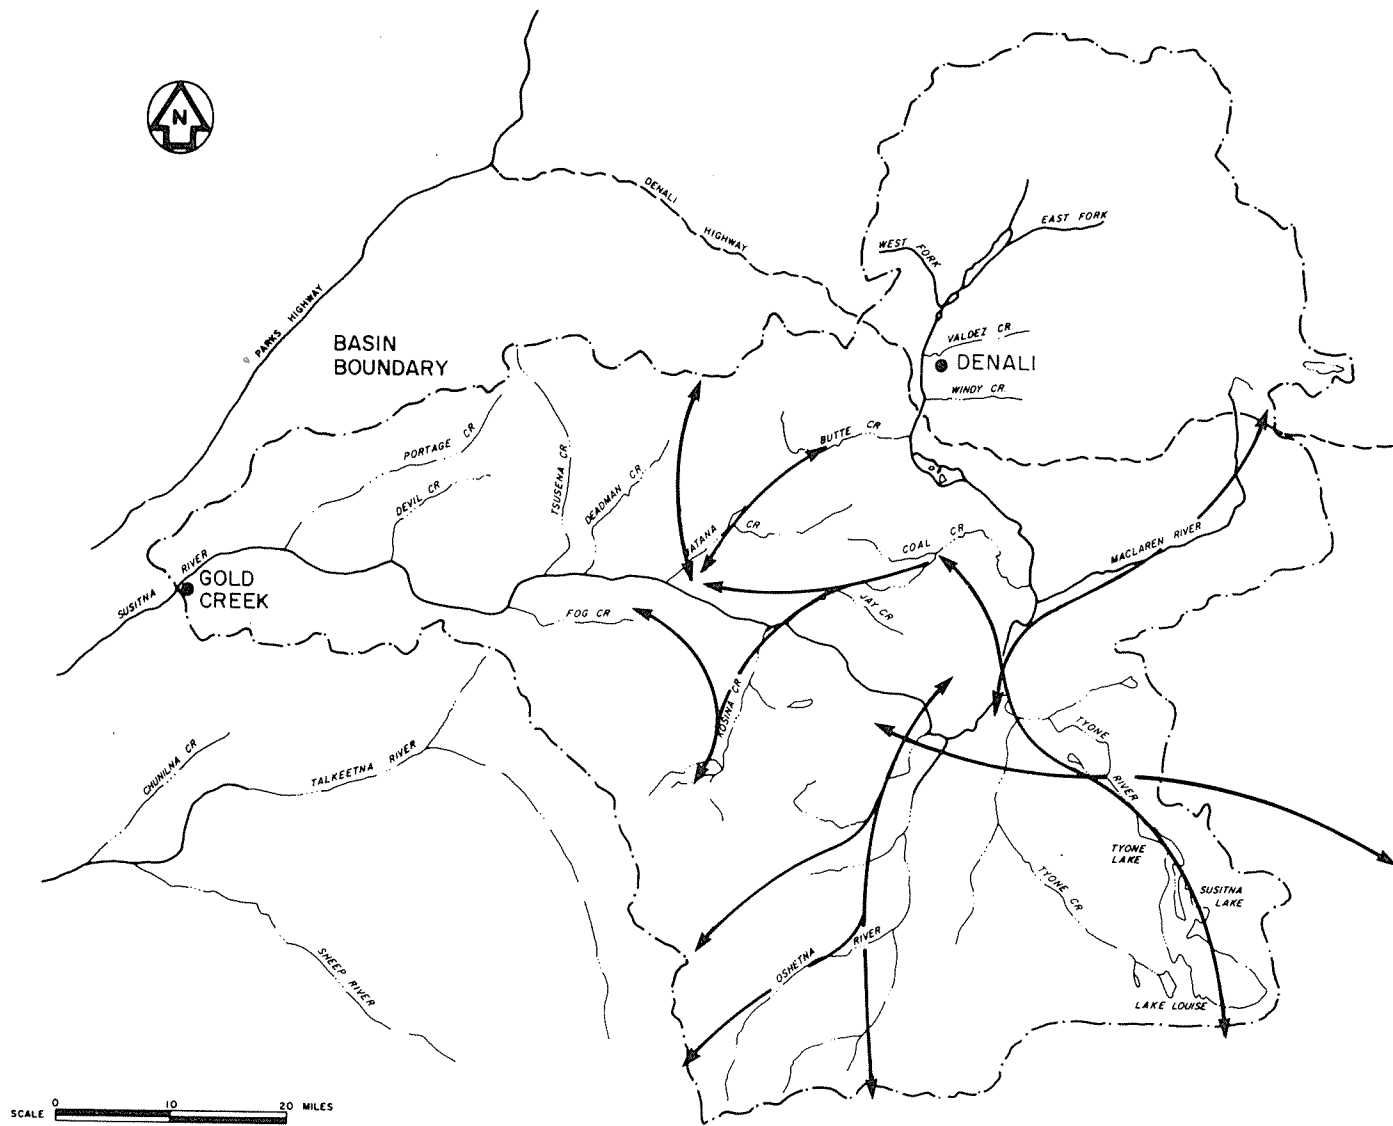 N
DENALI
HIGHWAY
EAST FORK
WEST FORK
PARKS HIGHWAY
VALDEZ CR.
BASIN
BOUNDARY
DENALI
WINDY CR.
BUTTE CR
PORTAGE CR
TSUSENA CR
DEADMAN CR
DEVIL CR
CR
COAL CR
MACLAREN RIVER
SUSITNA RIVER
GOLD
CREEK
FOG CR
JAY CR
KOSINA CR
TYONE
RIVER
CHUNILNA CR
TALKEETNA RIVER
TYONE
LAKE
TYONE CR
SUSITNA
LAKE
OSHETNA RIVER
SHEEP RIVER
LAKE LOUISE
SCALE 0 10 20 MILES